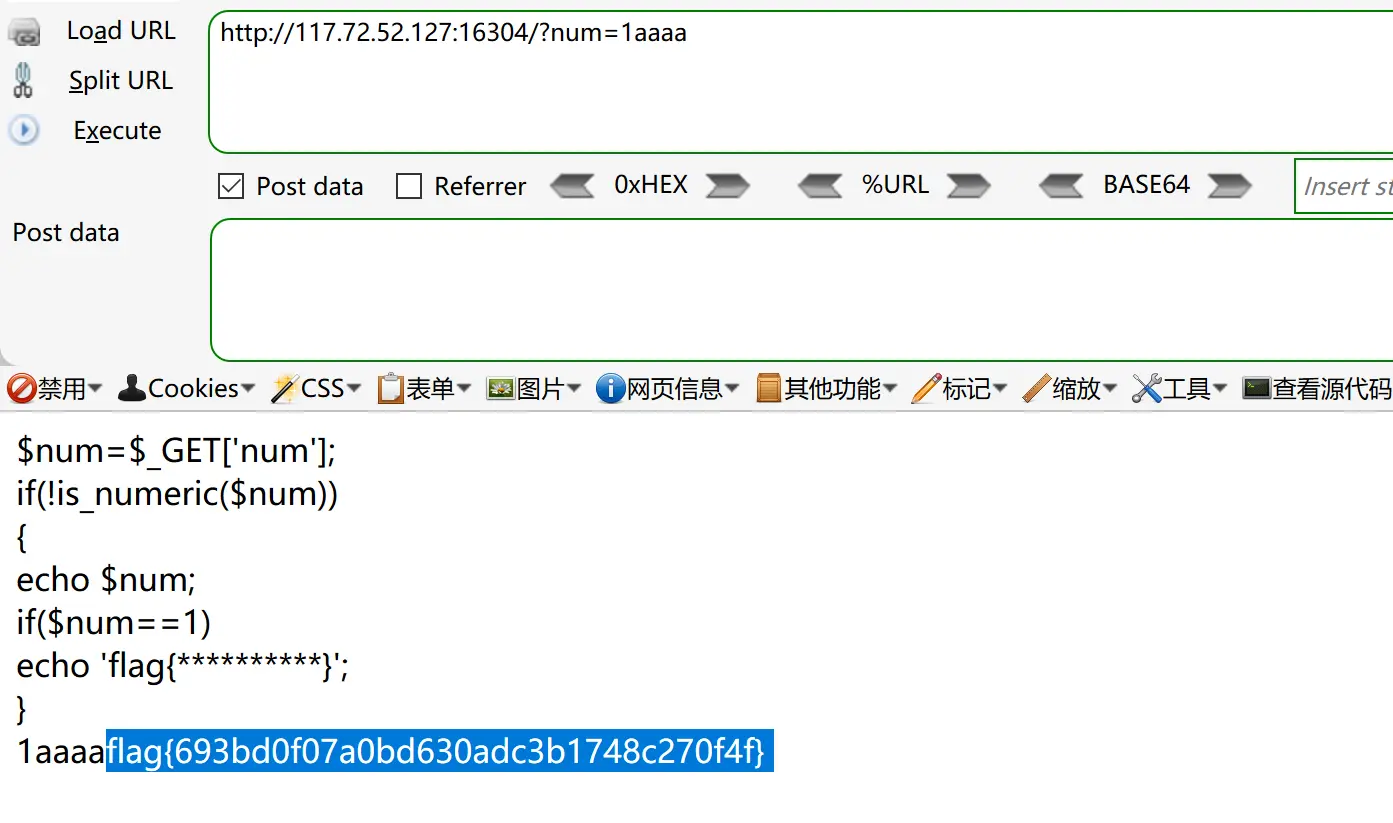 Load URL
http://117.72.52.127:16304/?num=1aaaa
Split URL
Execute
Post data Referrer 0xHEX %URL BASE64 Insert st
Post data
禁用 Cookies CSS 表单 图片 网页信息 其他功能 标记 缩放 工具 查看源代码
$num=$_GET['num'];
if(!is_numeric($num))
{
echo $num;
if($num==1)
echo 'flag{**********}';
}
1aaaaflag{693bd0f07a0bd630adc3b1748c270f4f}